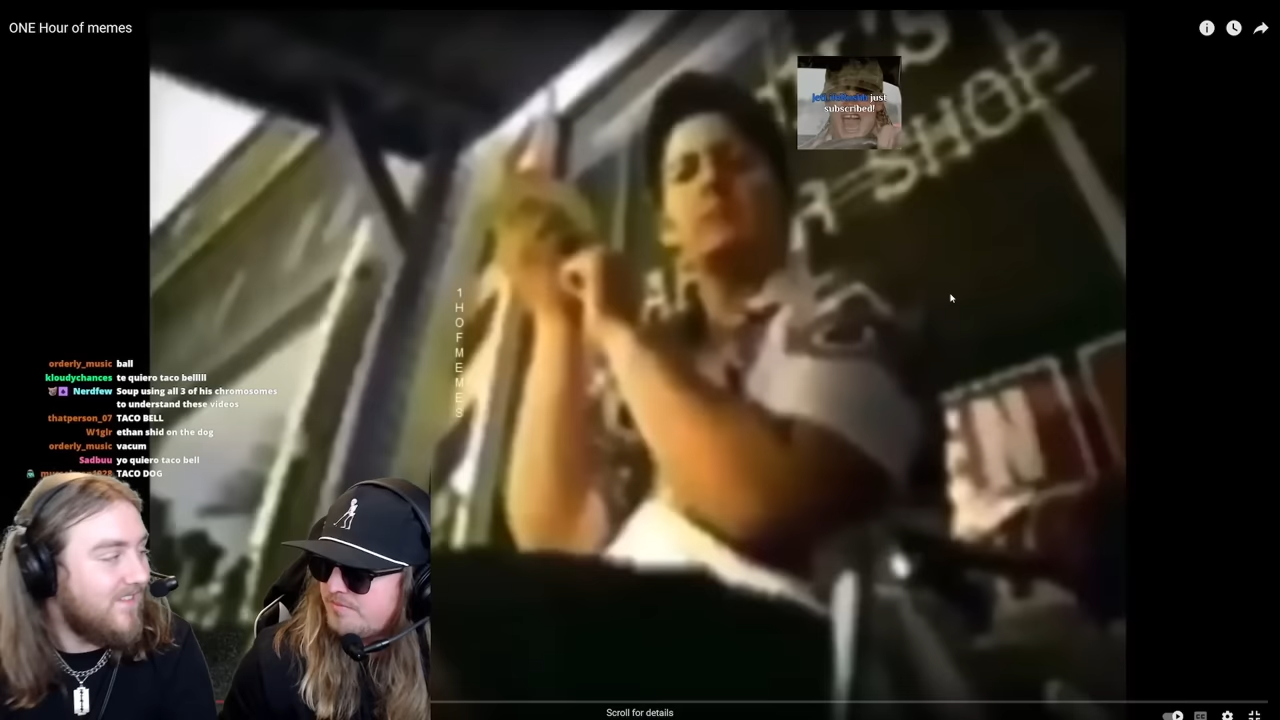 ONE Hour of memes
K'S
SHOP
just
subscribed!
1
H
O
F
M
E
M
E
S
IN
orderly_music ball
kloudychances te quiero taco belllll
Nerdfew Soup using all 3 of his chromosomes
to understand these videos
thatperson_07 TACO BELL
W1glr ethan shid on the dog
orderly_music vacum
Sadbuu yo quiero taco bell
TACO DOG
Scroll for details